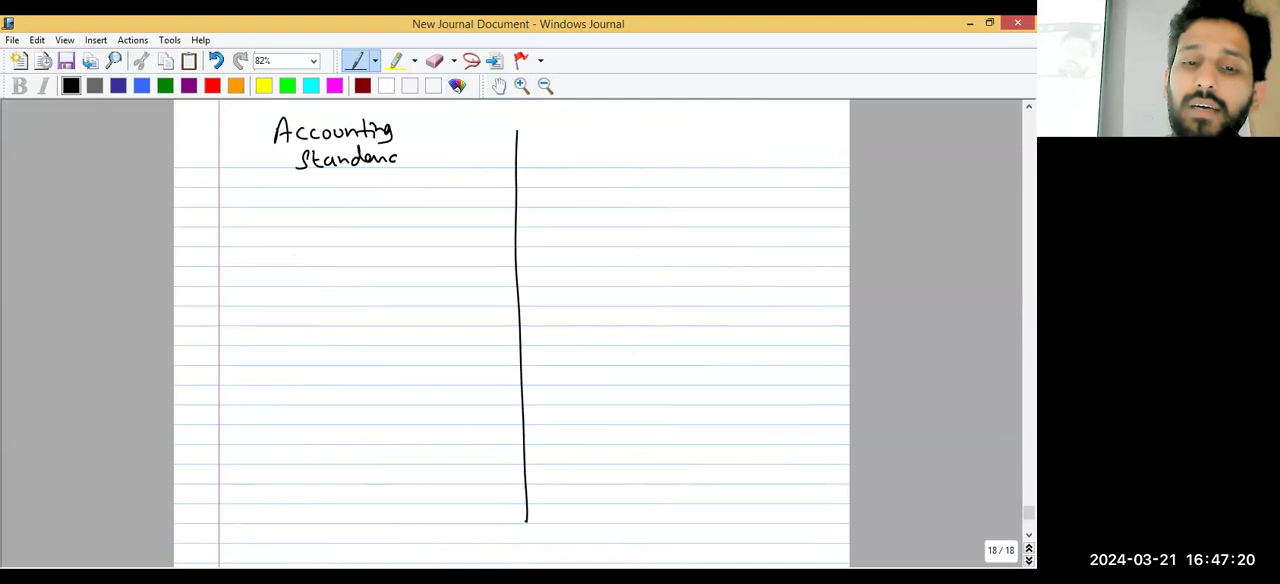 New Journal Document - Windows Journal
File Edit View Insert Actions Tools Help
82%
B I
Accounting
Standard
18 / 18
2024-03-21 16:47:20